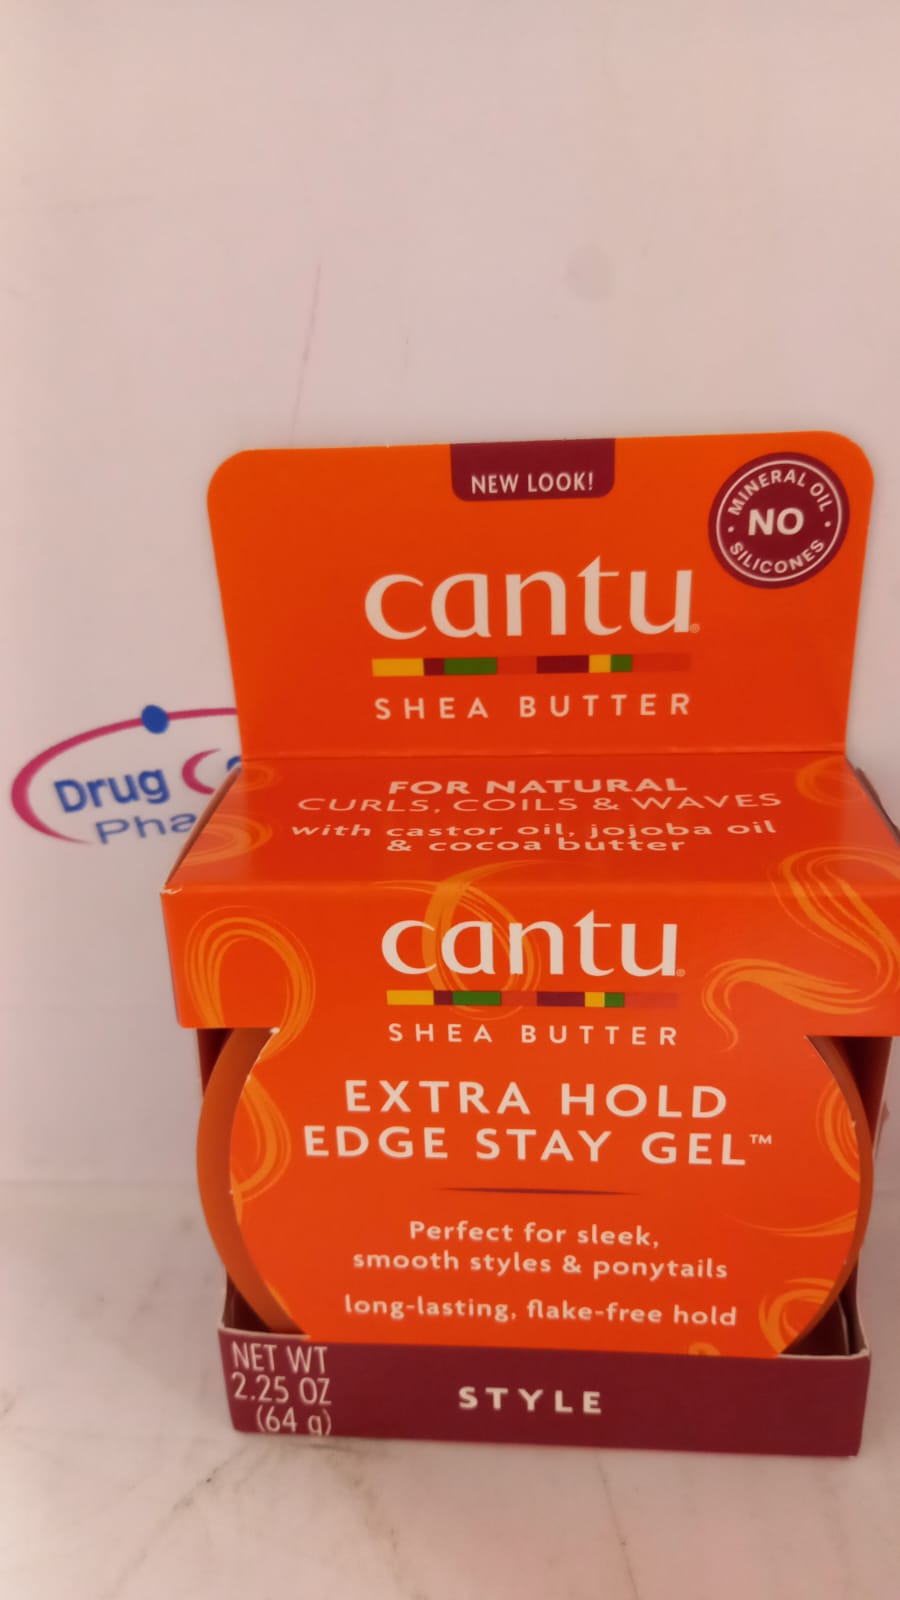 NEW LOOK!
MINERAL OIL
NO
SILICONES
cantu®
SHEA BUTTER
FOR NATURAL
CURLS, COILS & WAVES
with castor oil, jojoba oil
& cocoa butter
Drug
cantu®
SHEA BUTTER
EXTRA HOLD
EDGE STAY GEL™
Perfect for sleek,
smooth styles & ponytails
long-lasting, flake-free hold
NET WT
2.25 OZ
(64 g)
STYLE